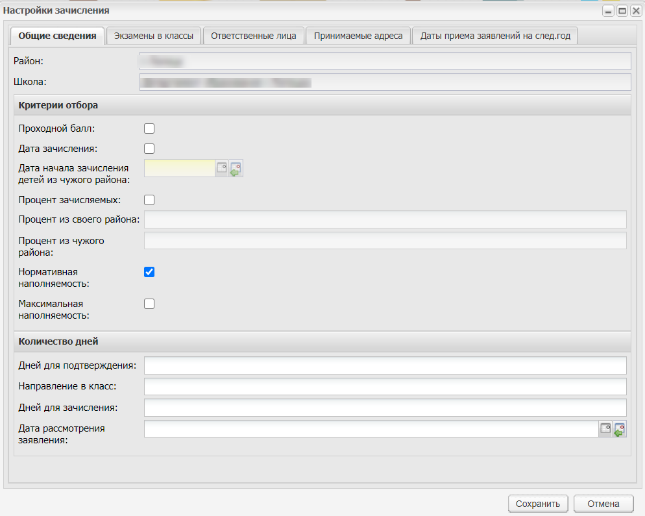 Настройки зачисления
Общие сведения
Экзамены в классы
Ответственные лица
Принимаемые адреса
Даты приема заявлений на след.год
Район:
Школа:
Критерии отбора
Проходной балл:
Дата зачисления:
Дата начала зачисления
детей из чужого района:
Процент зачисляемых:
Процент из своего района:
Процент из чужого
района:
Нормативная
наполняемость:
Максимальная
наполняемость:
Количество дней
Дней для подтверждения:
Направление в класс:
Дней для зачисления:
Дата рассмотрения
заявления:
Сохранить
Отмена